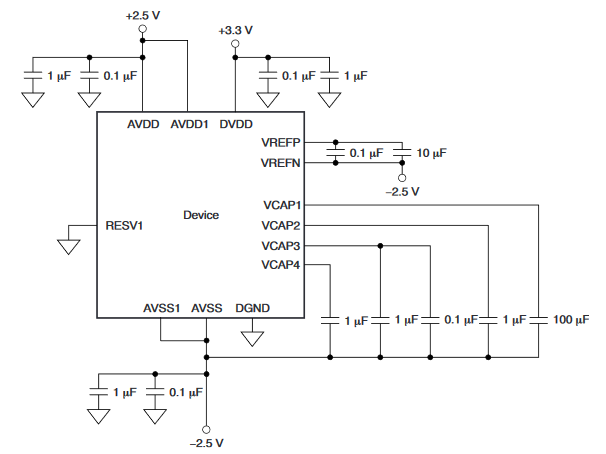 +2.5 V
+3.3 V
1 µF
0.1 µF
0.1 µF
1 µF
AVDD AVDD1 DVDD
VREFP
VREFN
0.1 µF
10 µF
–2.5 V
VCAP1
RESV1
Device
VCAP2
VCAP3
VCAP4
AVSS1 AVSS DGND
1 µF
1 µF
0.1 µF
1 µF
100 µF
1 µF
0.1 µF
–2.5 V